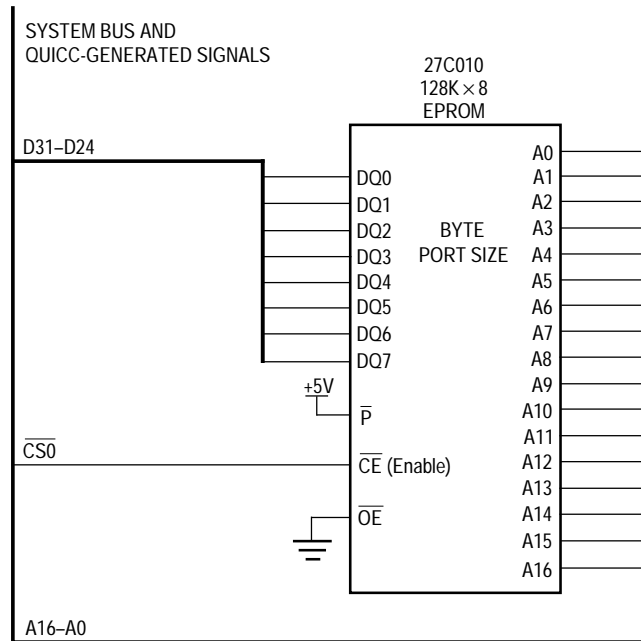 SYSTEM BUS AND
QUICC-GENERATED SIGNALS
27C010
128K × 8
EPROM
D31–D24
DQ0
DQ1
DQ2
DQ3
DQ4
DQ5
DQ6
DQ7
BYTE
PORT SIZE
A0
A1
A2
A3
A4
A5
A6
A7
A8
A9
A10
A11
A12
A13
A14
A15
A16
+5V
P
CS0
CE (Enable)
OE
A16–A0